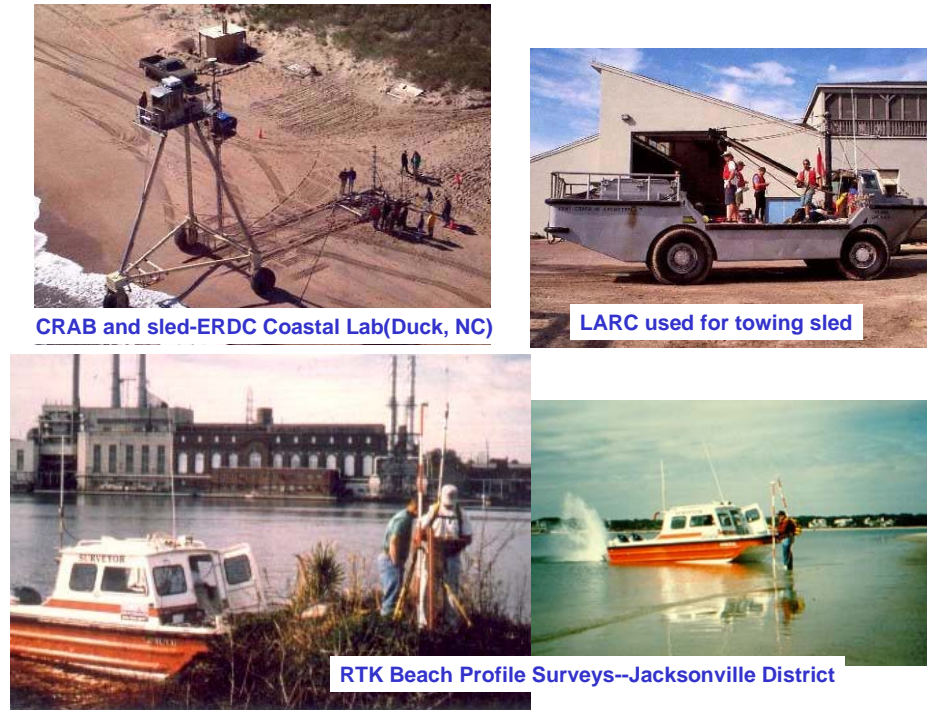 CRAB and sled-ERDC Coastal Lab(Duck, NC)
LARC used for towing sled
SURVEYOR
RTK Beach Profile Surveys--Jacksonville District